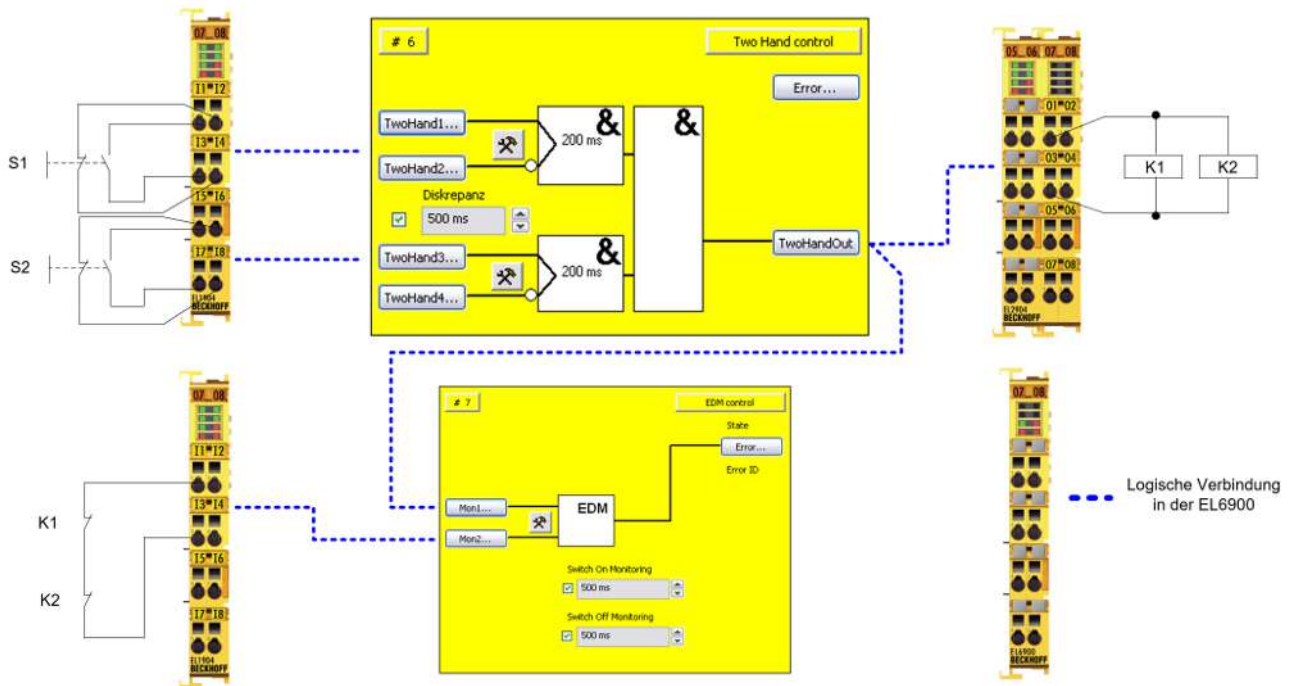 07_08
I1 I2
I3 I4
I5 I6
I7 I8
EL1904
BECKHOFF
S1
S2
# 6
Two Hand control
Error...
TwoHand1...
TwoHand2...
200 ms
&
&
Diskrepanz
500 ms
TwoHand3...
TwoHand4...
200 ms
&
TwoHandOut
05_06 07_08
01 02
03 04
05 06
07 08
EL2904
BECKHOFF
K1
K2
07_08
I1 I2
I3 I4
I5 I6
I7 I8
EL1904
BECKHOFF
K1
K2
# 7
EDM control
State
Error...
Error ID
Mon1...
Mon2...
EDM
Switch On Monitoring
500 ms
Switch Off Monitoring
500 ms
07_08
EL6900
BECKHOFF
Logische Verbindung
in der EL6900